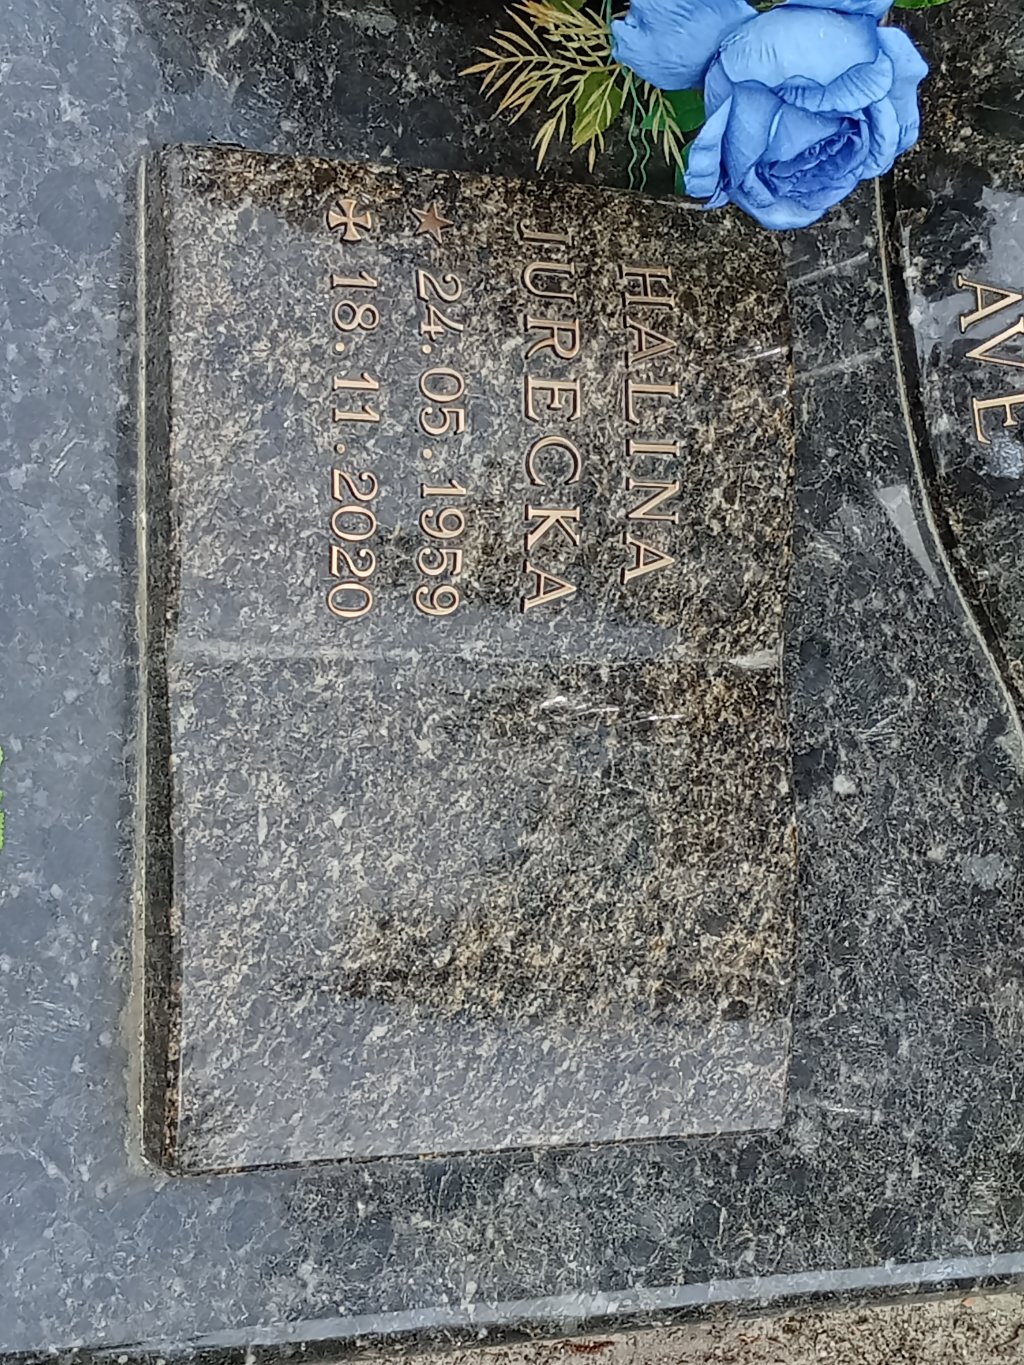 AVE
HALINA
JURECKA
★ 24.05.1959
✠ 18.11.2020